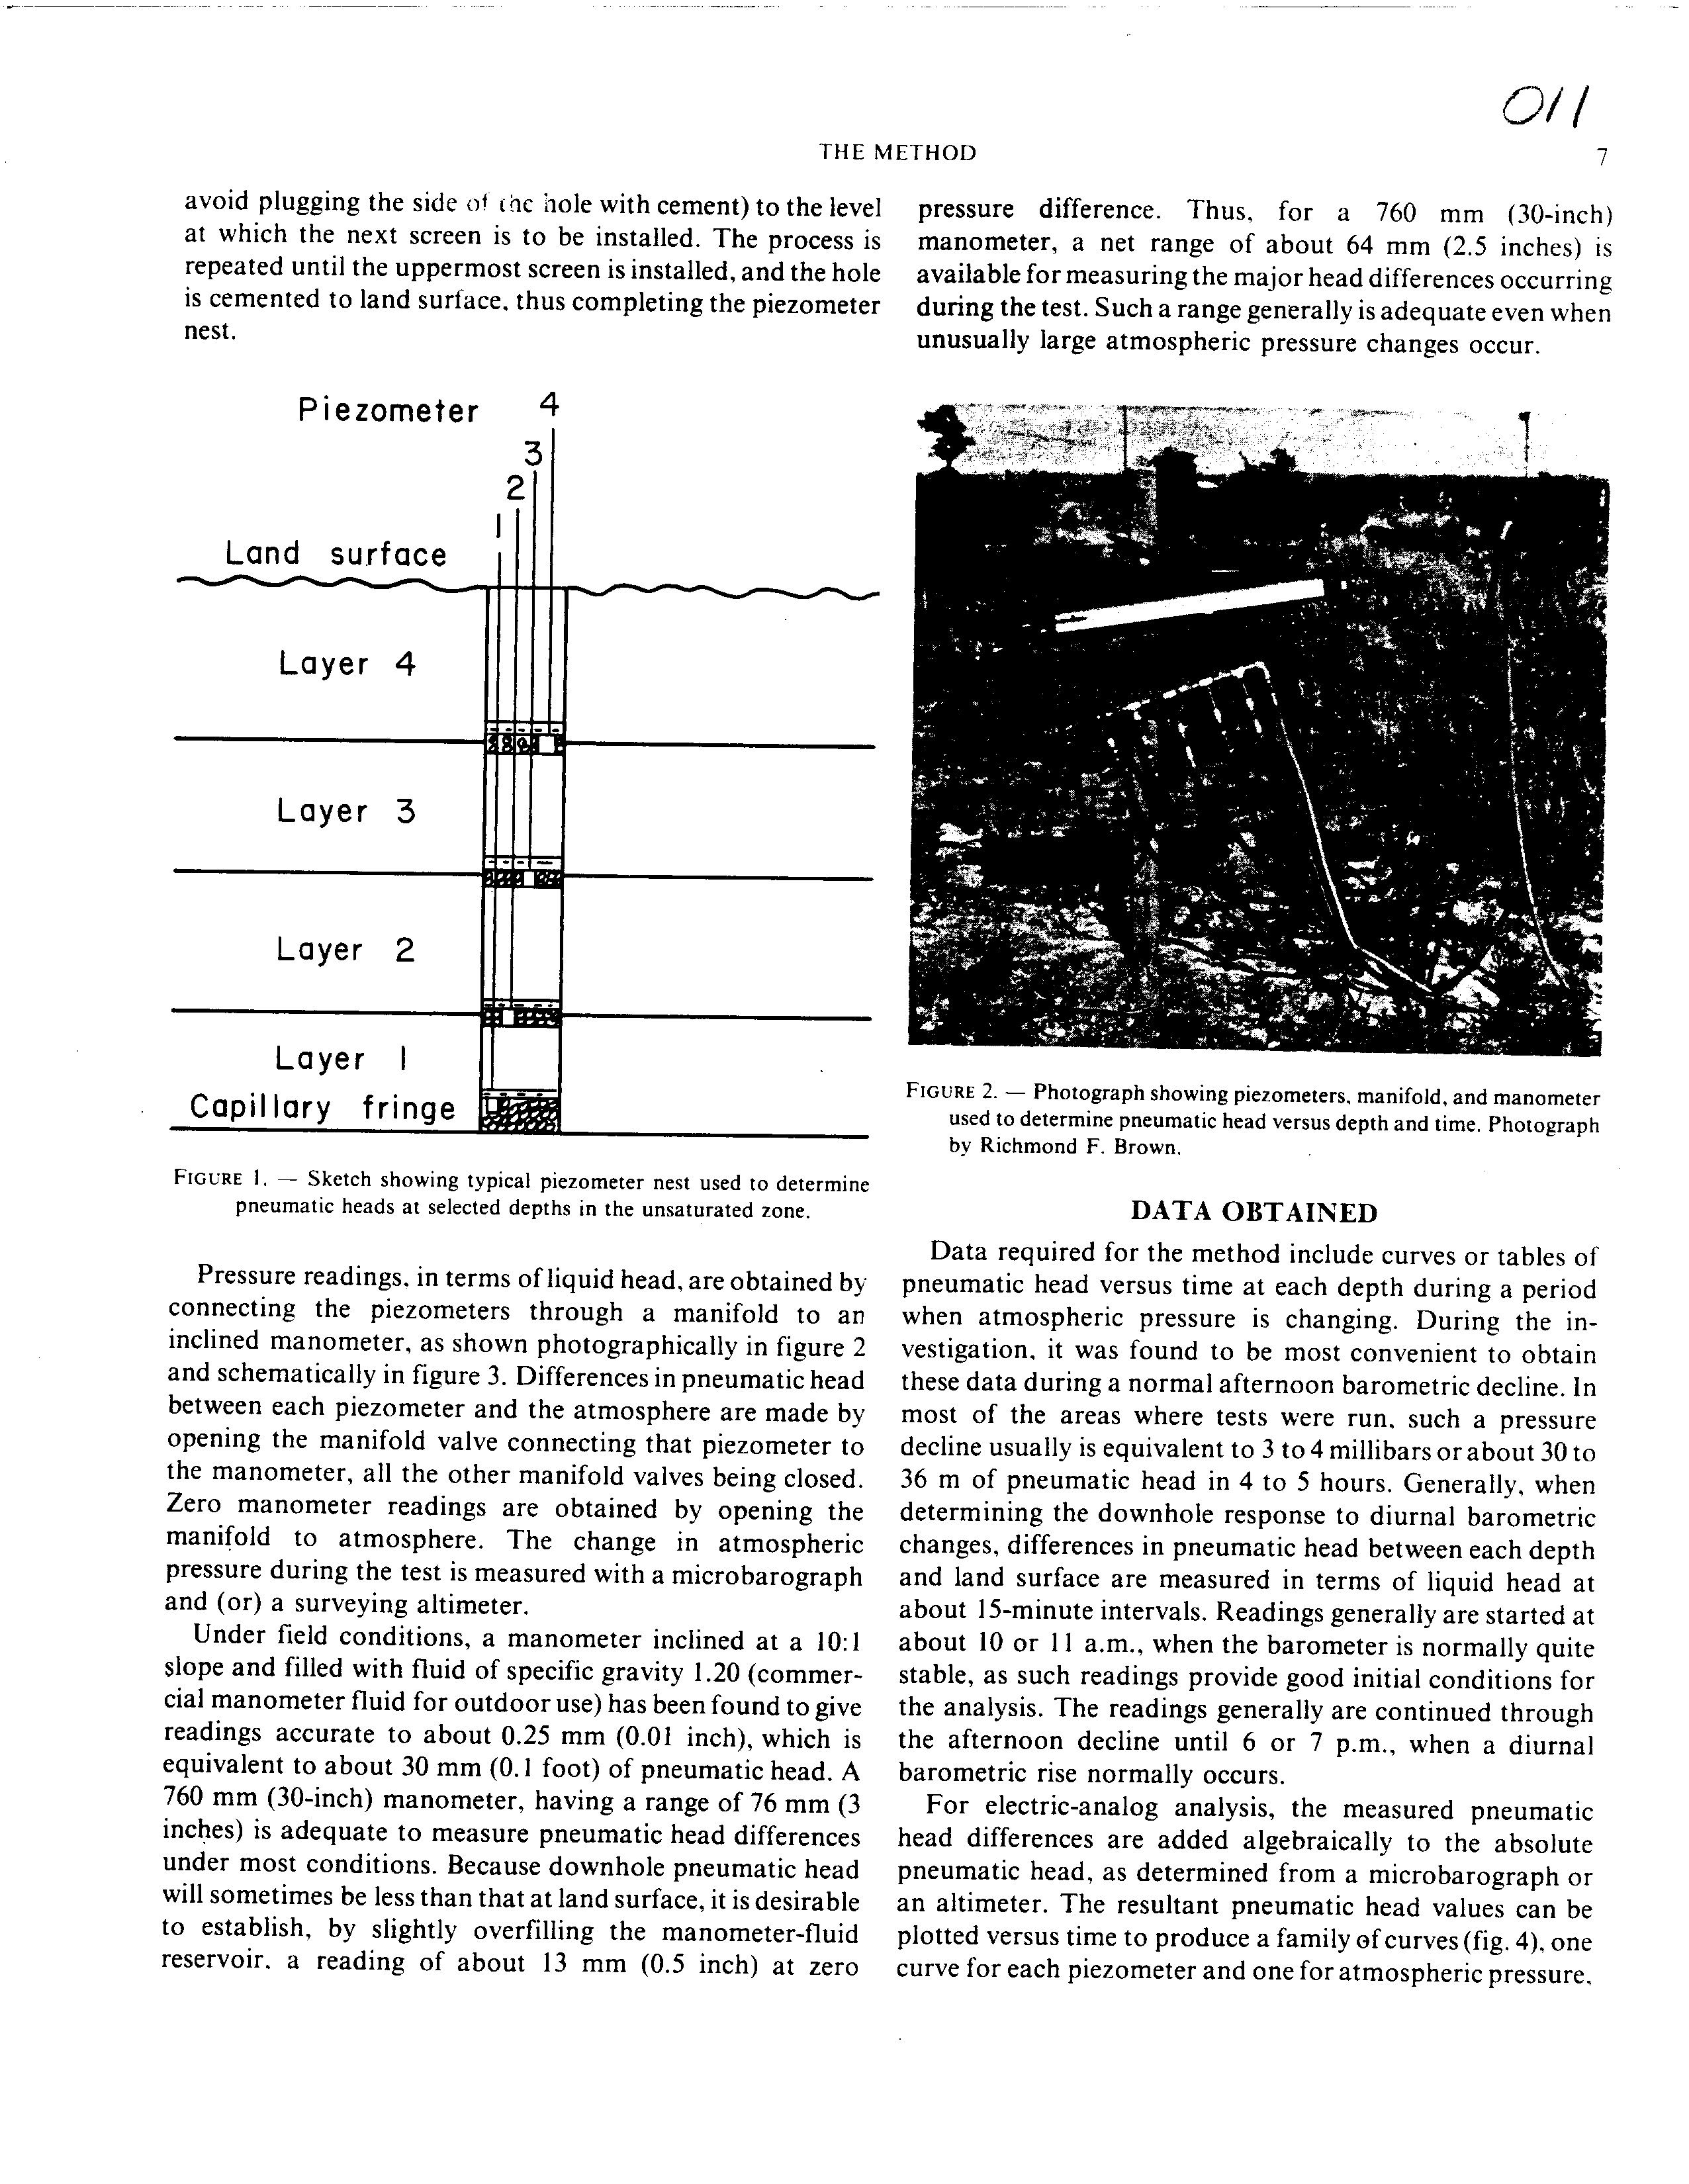 011
THE METHOD
7
avoid plugging the side of the hole with cement) to the level
at which the next screen is to be installed. The process is
repeated until the uppermost screen is installed, and the hole
is cemented to land surface, thus completing the piezometer
nest.
Piezometer 4
3
2
1
Land surface
Layer 4
Layer 3
Layer 2
Layer 1
Capillary fringe
FIGURE 1. — Sketch showing typical piezometer nest used to determine
pneumatic heads at selected depths in the unsaturated zone.
Pressure readings, in terms of liquid head, are obtained by
connecting the piezometers through a manifold to an
inclined manometer, as shown photographically in figure 2
and schematically in figure 3. Differences in pneumatic head
between each piezometer and the atmosphere are made by
opening the manifold valve connecting that piezometer to
the manometer, all the other manifold valves being closed.
Zero manometer readings are obtained by opening the
manifold to atmosphere. The change in atmospheric
pressure during the test is measured with a microbarograph
and (or) a surveying altimeter.
Under field conditions, a manometer inclined at a 10:1
slope and filled with fluid of specific gravity 1.20 (commer-
cial manometer fluid for outdoor use) has been found to give
readings accurate to about 0.25 mm (0.01 inch), which is
equivalent to about 30 mm (0.1 foot) of pneumatic head. A
760 mm (30-inch) manometer, having a range of 76 mm (3
inches) is adequate to measure pneumatic head differences
under most conditions. Because downhole pneumatic head
will sometimes be less than that at land surface, it is desirable
to establish, by slightly overfilling the manometer-fluid
reservoir, a reading of about 13 mm (0.5 inch) at zero
pressure difference. Thus, for a 760 mm (30-inch)
manometer, a net range of about 64 mm (2.5 inches) is
available for measuring the major head differences occurring
during the test. Such a range generally is adequate even when
unusually large atmospheric pressure changes occur.
FIGURE 2. — Photograph showing piezometers, manifold, and manometer
used to determine pneumatic head versus depth and time. Photograph
by Richmond F. Brown.
DATA OBTAINED
Data required for the method include curves or tables of
pneumatic head versus time at each depth during a period
when atmospheric pressure is changing. During the in-
vestigation, it was found to be most convenient to obtain
these data during a normal afternoon barometric decline. In
most of the areas where tests were run, such a pressure
decline usually is equivalent to 3 to 4 millibars or about 30 to
36 m of pneumatic head in 4 to 5 hours. Generally, when
determining the downhole response to diurnal barometric
changes, differences in pneumatic head between each depth
and land surface are measured in terms of liquid head at
about 15-minute intervals. Readings generally are started at
about 10 or 11 a.m., when the barometer is normally quite
stable, as such readings provide good initial conditions for
the analysis. The readings generally are continued through
the afternoon decline until 6 or 7 p.m., when a diurnal
barometric rise normally occurs.
For electric-analog analysis, the measured pneumatic
head differences are added algebraically to the absolute
pneumatic head, as determined from a microbarograph or
an altimeter. The resultant pneumatic head values can be
plotted versus time to produce a family of curves (fig. 4), one
curve for each piezometer and one for atmospheric pressure,